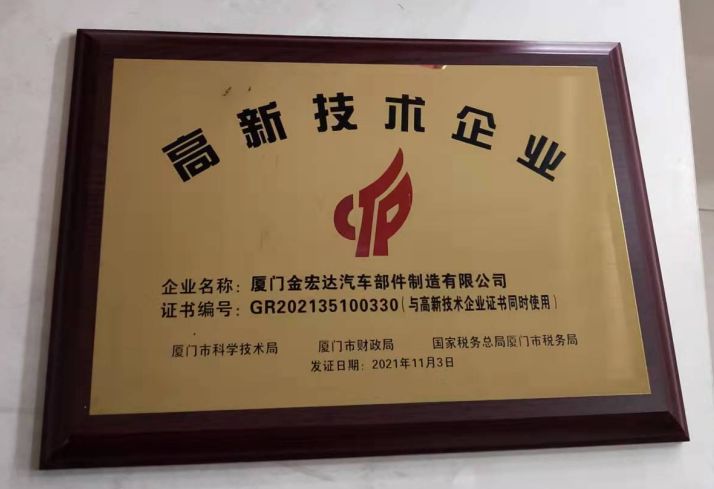 高新技术企业
CTP
企业名称：厦门金宏达汽车部件制造有限公司
证书编号：GR202135100330（与高新技术企业证书同时使用）
厦门市科学技术局 厦门市财政局 国家税务总局厦门市税务局
发证日期：2021年11月3日